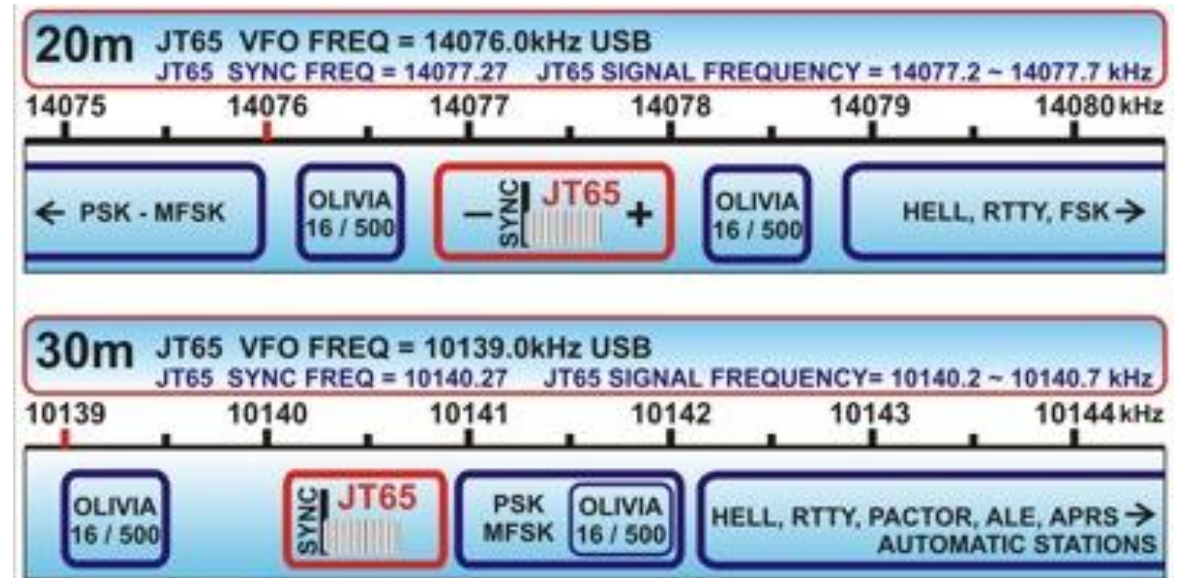 20m JT65 VFO FREQ = 14076.0kHz USB
JT65 SYNC FREQ = 14077.27 JT65 SIGNAL FREQUENCY = 14077.2 ~ 14077.7 kHz
14075 14076 14077 14078 14079 14080 kHz
← PSK - MFSK
OLIVIA
16 / 500
− SYNC JT65 +
OLIVIA
16 / 500
HELL, RTTY, FSK →
30m JT65 VFO FREQ = 10139.0kHz USB
JT65 SYNC FREQ = 10140.27 JT65 SIGNAL FREQUENCY= 10140.2 ~ 10140.7 kHz
10139 10140 10141 10142 10143 10144 kHz
OLIVIA
16 / 500
SYNC JT65
PSK
MFSK
OLIVIA
16 / 500
HELL, RTTY, PACTOR, ALE, APRS →
AUTOMATIC STATIONS